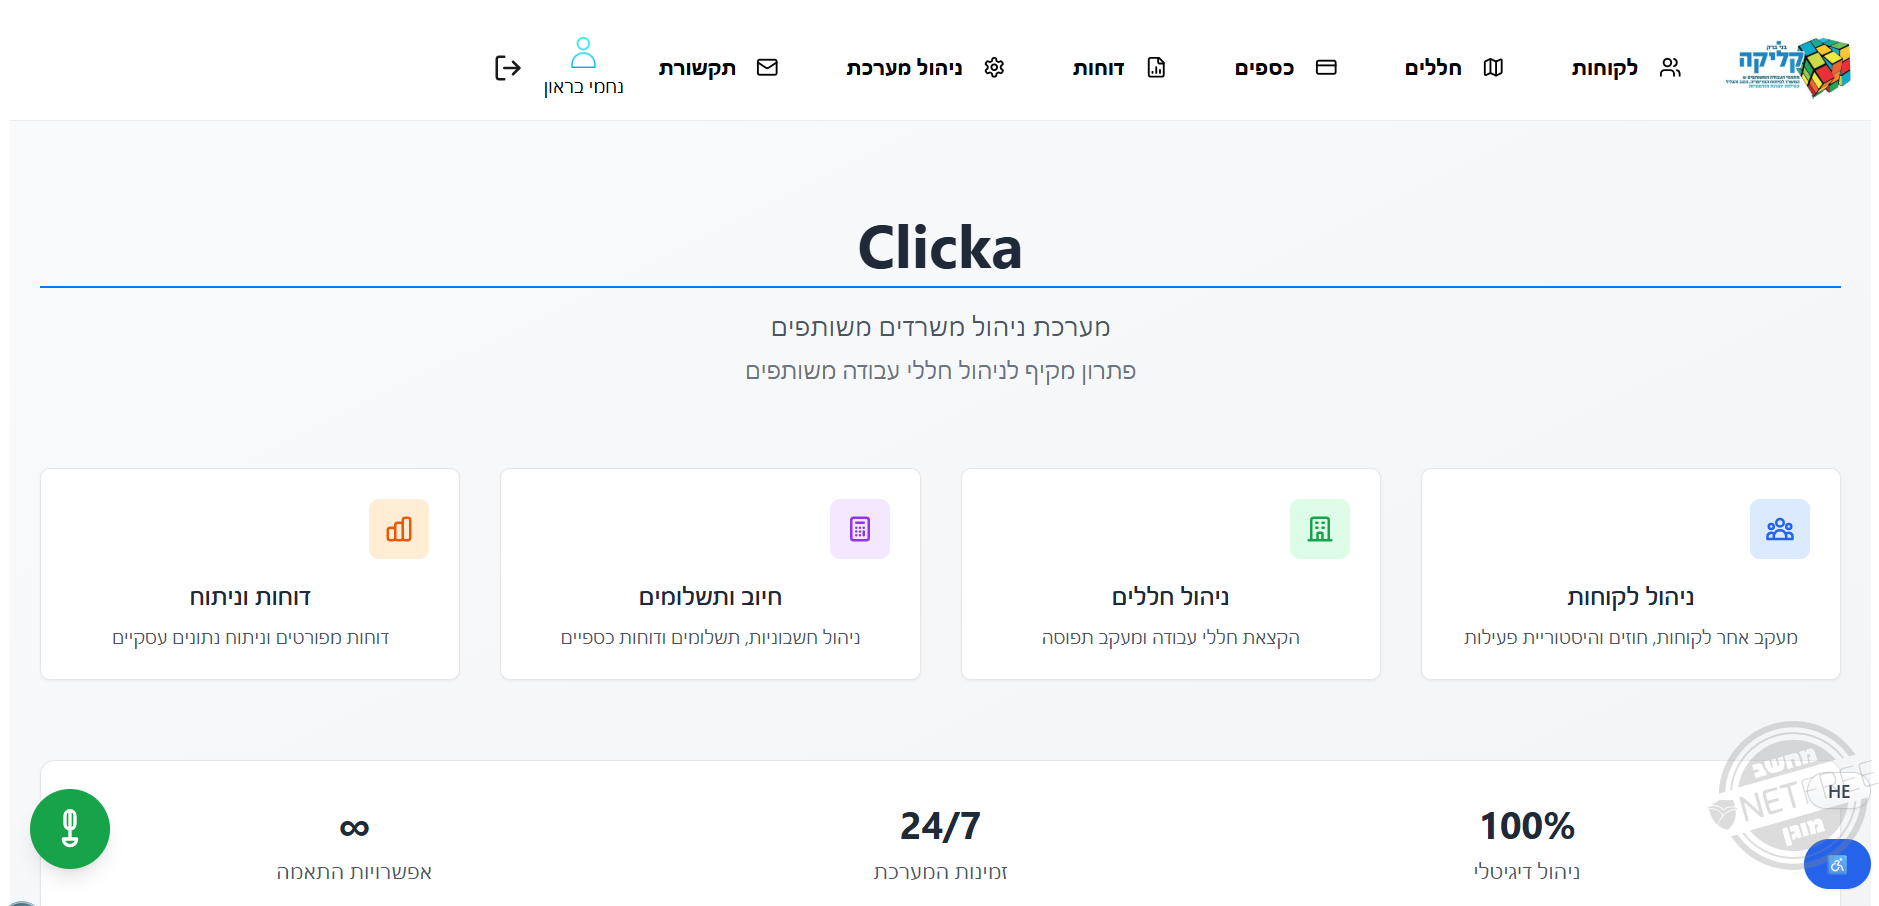 בני ברק
קליקה
לקוחות
חללים
כספים
דוחות
ניהול מערכת
תקשורת
נחמי בראון
Clicka
מערכת ניהול משרדים משותפים
פתרון מקיף לניהול חללי עבודה משותפים
ניהול לקוחות
מעקב אחר לקוחות, חוזים והיסטוריית פעילות
ניהול חללים
הקצאת חללי עבודה ומעקב תפוסה
חיוב ותשלומים
ניהול חשבוניות, תשלומים ודוחות כספיים
דוחות וניתוח
דוחות מפורטים וניתוח נתונים עסקיים
100%
ניהול דיגיטלי
24/7
זמינות המערכת
∞
אפשרויות התאמה
מחשב
NETFREE
מוגן
HE